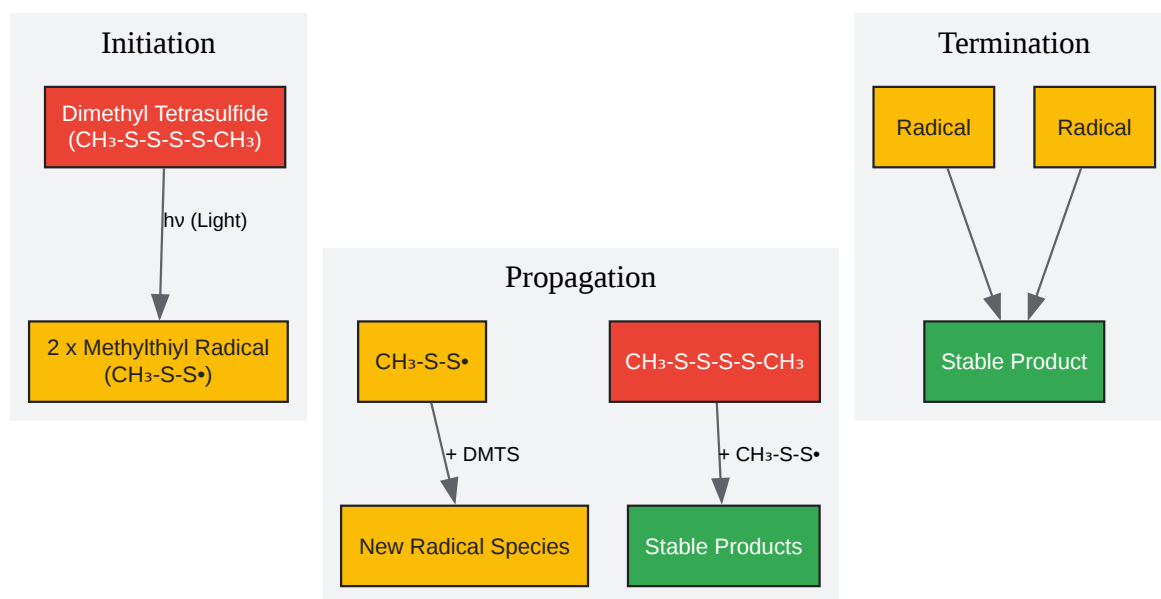 Initiation
Dimethyl Tetrasulfide
(CH₃-S-S-S-S-CH₃)
hν (Light)
2 x Methylthiyl Radical
(CH₃-S-S•)
Propagation
CH₃-S-S•
+ DMTS
New Radical Species
CH₃-S-S-S-S-CH₃
+ CH₃-S-S•
Stable Products
Termination
Radical
Radical
Stable Product